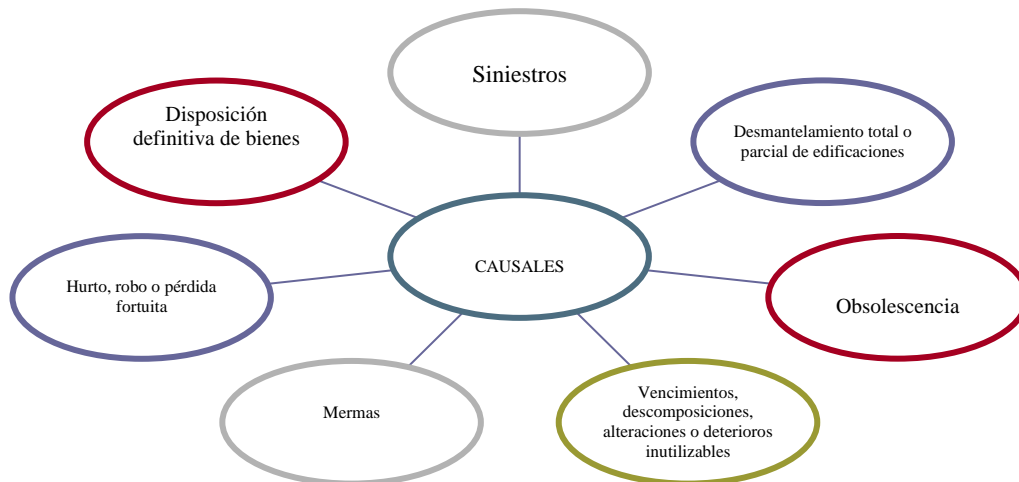 Siniestros
Disposición
definitiva de bienes
Desmantelamiento total o
parcial de edificaciones
CAUSALES
Hurto, robo o pérdida
fortuita
Obsolescencia
Mermas
Vencimientos,
descomposiciones,
alteraciones o deterioros
inutilizables